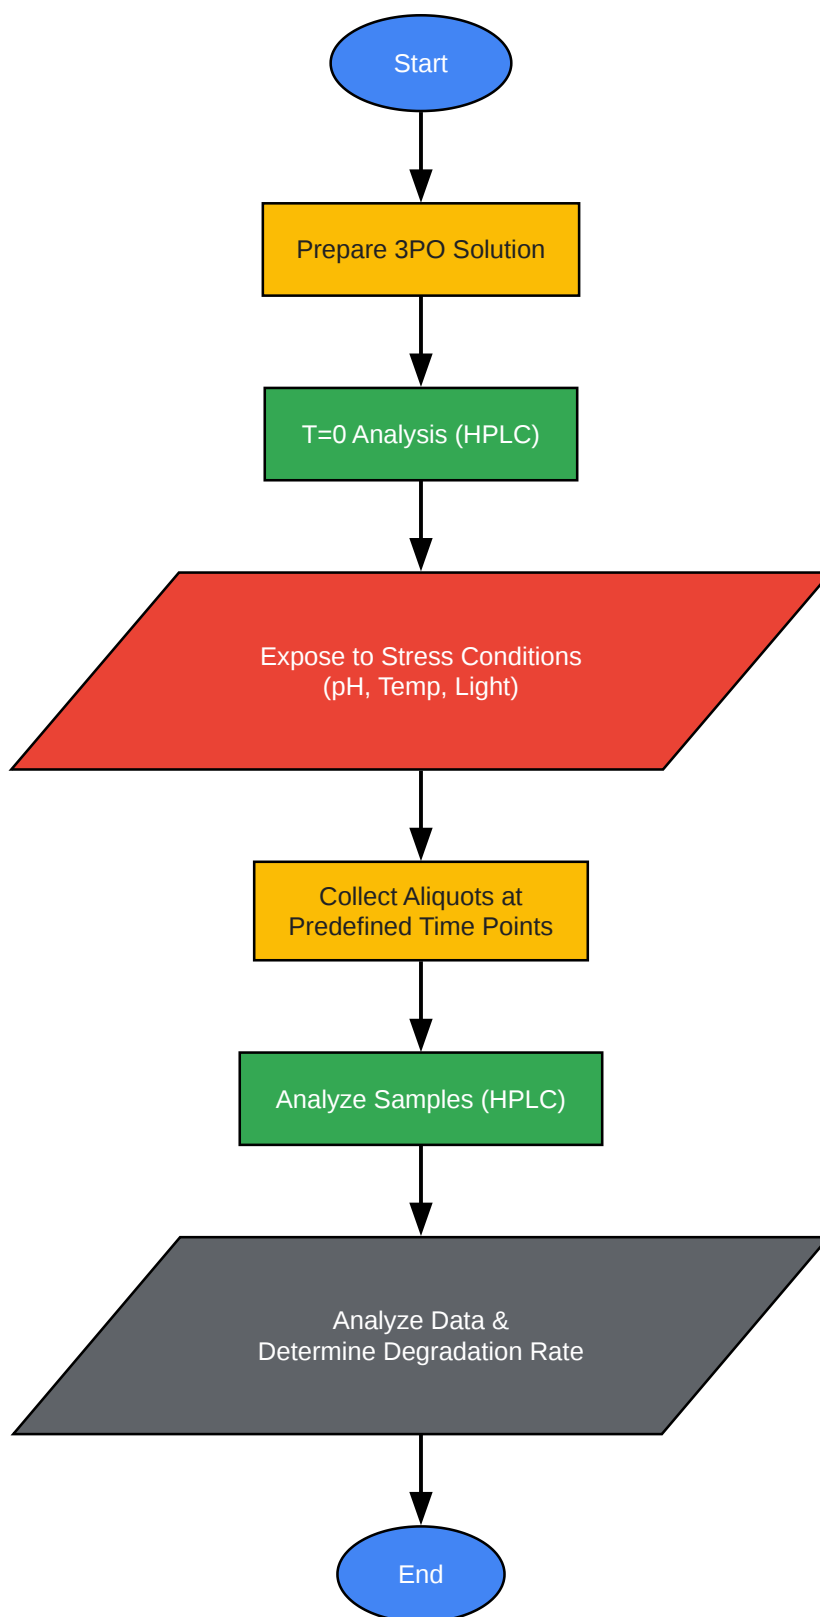 Start
Prepare 3PO Solution
T=0 Analysis (HPLC)
Expose to Stress Conditions
(pH, Temp, Light)
Collect Aliquots at
Predefined Time Points
Analyze Samples (HPLC)
Analyze Data &
Determine Degradation Rate
End